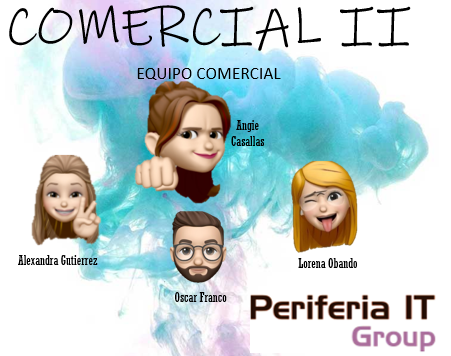 COMERCIAL II
EQUIPO COMERCIAL
Angie
Casallas
Alexandra Gutierrez
Lorena Obando
Oscar Franco
Periferia IT
Group